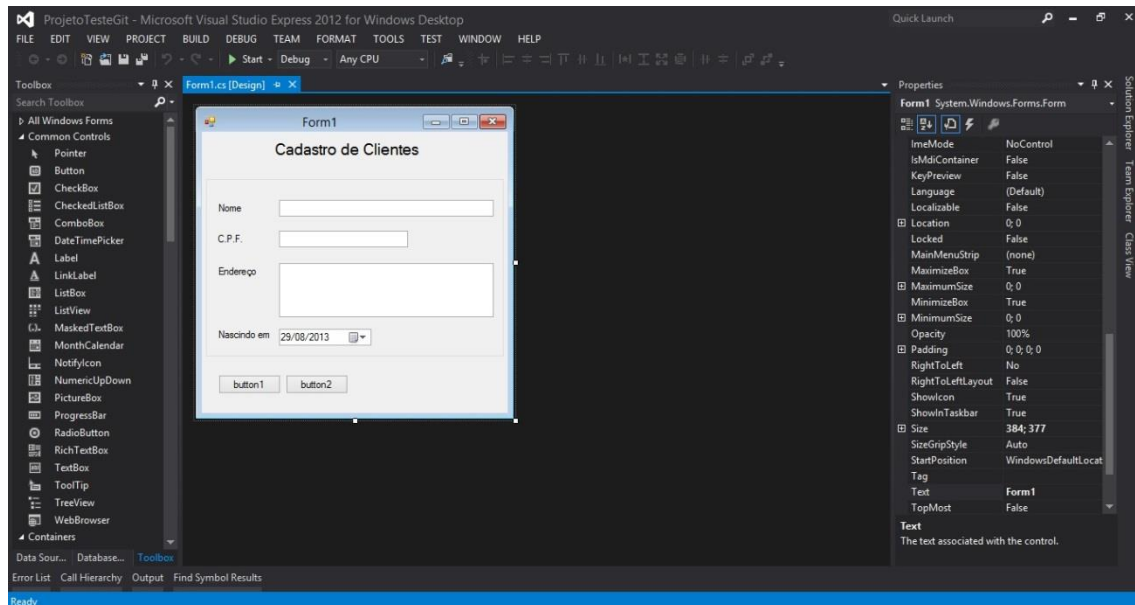 ProjetoTesteGit - Microsoft Visual Studio Express 2012 for Windows Desktop
Quick Launch
FILE EDIT VIEW PROJECT BUILD DEBUG TEAM FORMAT TOOLS TEST WINDOW HELP
Start Debug Any CPU
Toolbox
Search Toolbox
All Windows Forms
Common Controls
Pointer
Button
CheckBox
CheckedListBox
ComboBox
DateTimePicker
Label
LinkLabel
ListBox
ListView
MaskedTextBox
MonthCalendar
NotifyIcon
NumericUpDown
PictureBox
ProgressBar
RadioButton
RichTextBox
TextBox
ToolTip
TreeView
WebBrowser
Containers
Data Sour... Database... Toolbox
Form1.cs [Design]
Form1
Cadastro de Clientes
Nome
C.P.F.
Endereço
Nascindo em 29/08/2013
button1 button2
Properties
Form1 System.Windows.Forms.Form
ImeMode NoControl
IsMdiContainer False
KeyPreview False
Language (Default)
Localizable False
Location 0; 0
Locked False
MainMenuStrip (none)
MaximizeBox True
MaximumSize 0; 0
MinimizeBox True
MinimumSize 0; 0
Opacity 100%
Padding 0; 0; 0; 0
RightToLeft No
RightToLeftLayout False
ShowIcon True
ShowInTaskbar True
Size 384; 377
SizeGripStyle Auto
StartPosition WindowsDefaultLocat
Tag
Text Form1
TopMost False
Text
The text associated with the control.
Solution Explorer
Team Explorer
Class View
Error List Call Hierarchy Output Find Symbol Results
Ready